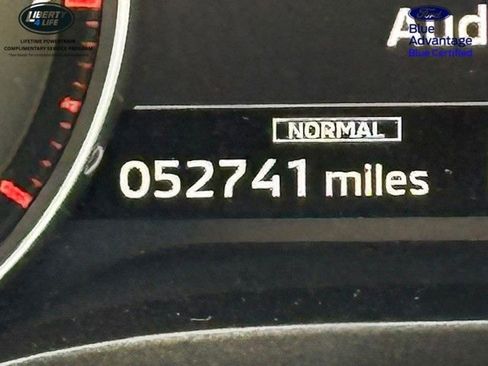 LIBERTY
4 LIFE
LIFETIME POWERTRAIN
COMPLIMENTARY SERVICE PROGRAM
Aud
Ford
Blue
Advantage
Blue Certified
NORMAL
052741 miles